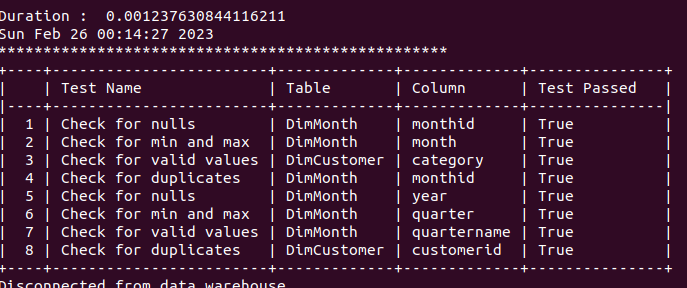 Duration :  0.001237630844116211
Sun Feb 26 00:14:27 2023
**************************************************
+----+------------------------+-------------+-------------+---------------+
|    | Test Name              | Table       | Column      | Test Passed   |
|----+------------------------+-------------+-------------+---------------|
|  1 | Check for nulls        | DimMonth    | monthid     | True          |
|  2 | Check for min and max  | DimMonth    | month       | True          |
|  3 | Check for valid values | DimCustomer | category    | True          |
|  4 | Check for duplicates   | DimMonth    | monthid     | True          |
|  5 | Check for nulls        | DimMonth    | year        | True          |
|  6 | Check for min and max  | DimMonth    | quarter     | True          |
|  7 | Check for valid values | DimMonth    | quartername | True          |
|  8 | Check for duplicates   | DimCustomer | customerid  | True          |
+----+------------------------+-------------+-------------+---------------+
Disconnected from data warehouse